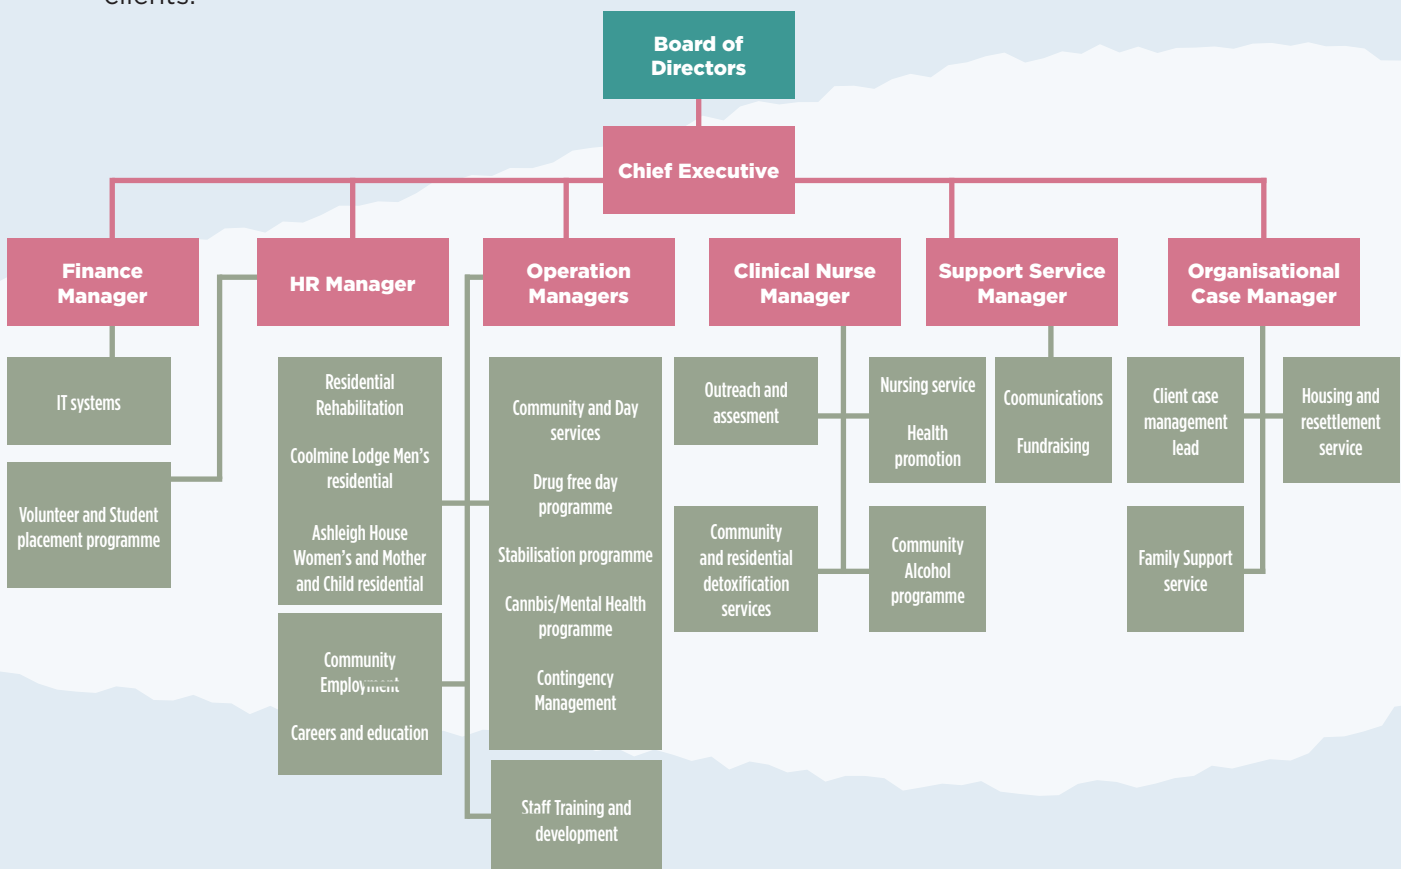 clients.
Board of
Directors
Chief Executive
Finance
Manager
HR Manager
Operation
Managers
Clinical Nurse
Manager
Support Service
Manager
Organisational
Case Manager
IT systems
Volunteer and Student
placement programme
Residential
Rehabilitation
Coolmine Lodge Men's
residential
Ashleigh House
Women's and Mother
and Child residential
Community
Employment
Careers and education
Community and Day
services
Drug free day
programme
Stabilisation programme
Cannbis/Mental Health
programme
Contingency
Management
Staff Training and
development
Outreach and
assesment
Nursing service
Health
promotion
Community
and residential
detoxification
services
Community
Alcohol
programme
Coomunications
Fundraising
Client case
management
lead
Housing and
resettlement
service
Family Support
service